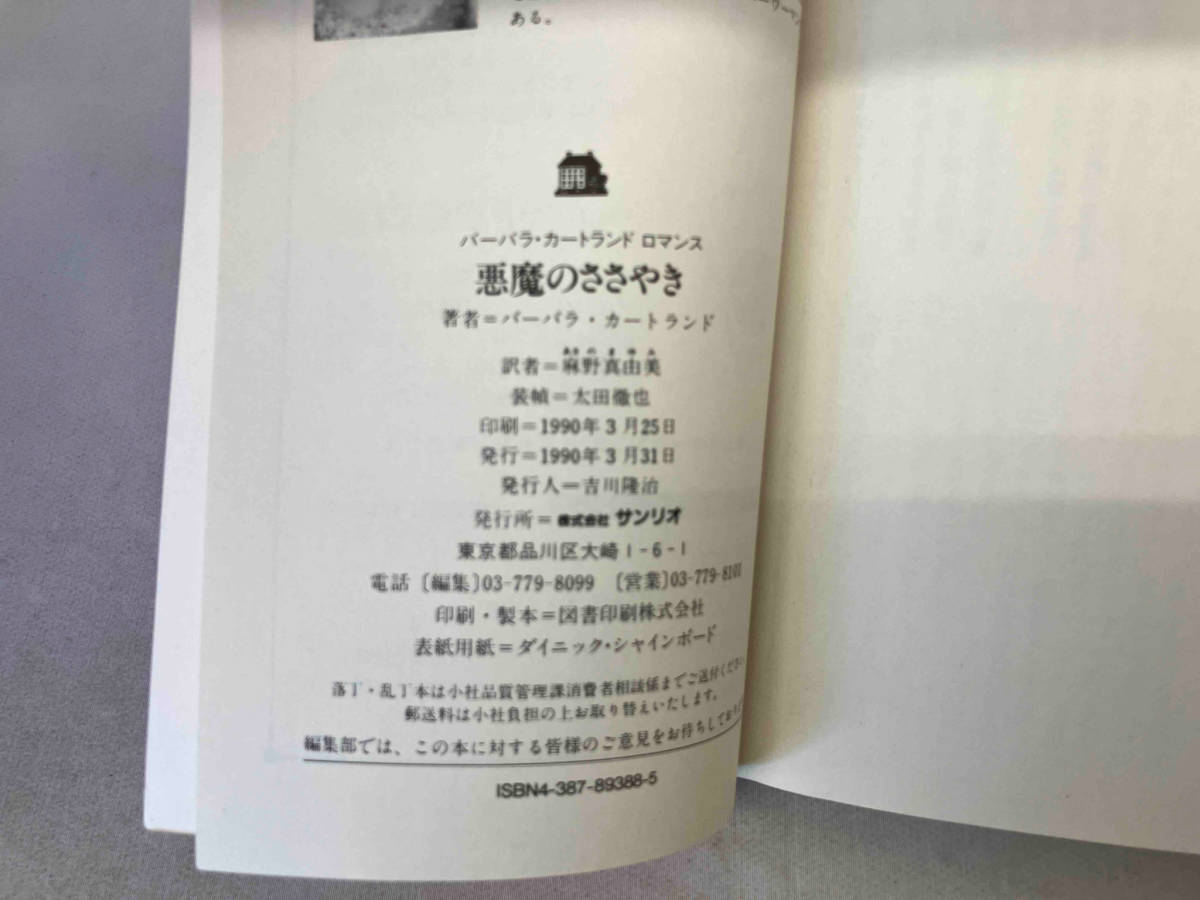 ある。
バーバラ・カートランド ロマンス
悪魔のささやき
著者＝バーバラ・カートランド
あさ の ま ゆ み
訳者＝麻野真由美
装幀＝太田徹也
印刷＝1990年3月25日
発行＝1990年3月31日
発行人＝吉川隆治
発行所＝株式会社 サンリオ
東京都品川区大崎1-6-1
電話〔編集〕03-779-8099 〔営業〕03-779-8101
印刷・製本＝図書印刷株式会社
表紙用紙＝ダイニック・シャインボード
落丁・乱丁本は小社品質管理課消費者相談係までご送付ください
郵送料は小社負担の上お取り替えいたします。
編集部では、この本に対する皆様のご意見をお待ちしており
ISBN4-387-89388-5